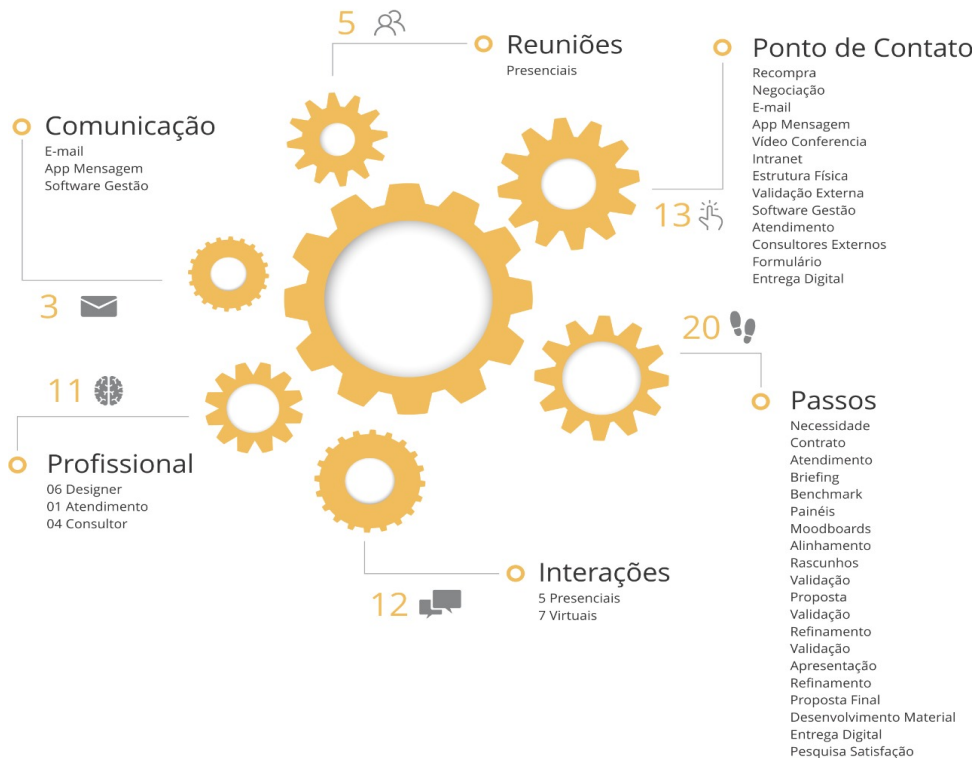 5
Reuniões
Presenciais
Ponto de Contato
Recompra
Negociação
E-mail
App Mensagem
Vídeo Conferencia
Intranet
Estrutura Física
Validação Externa
Software Gestão
Atendimento
Consultores Externos
Formulário
Entrega Digital
13
Comunicação
E-mail
App Mensagem
Software Gestão
3
20
Passos
Necessidade
Contrato
Atendimento
Briefing
Benchmark
Painéis
Moodboards
Alinhamento
Rascunhos
Validação
Proposta
Validação
Refinamento
Validação
Apresentação
Refinamento
Proposta Final
Desenvolvimento Material
Entrega Digital
Pesquisa Satisfação
11
Profissional
06 Designer
01 Atendimento
04 Consultor
12
Interações
5 Presenciais
7 Virtuais